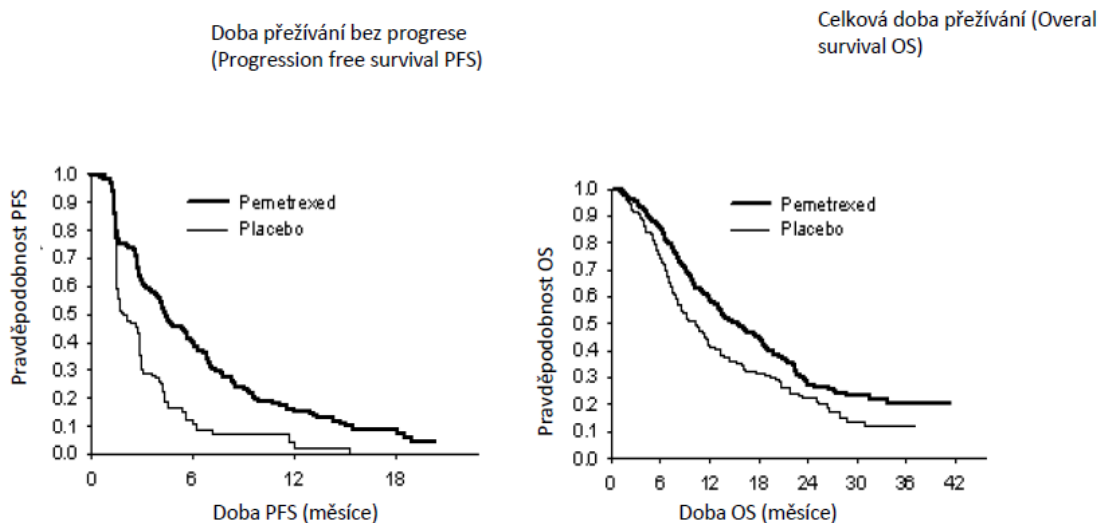 Doba přežívání bez progrese
(Progression free survival PFS)
Celková doba přežívání (Overal
survival OS)
Pravděpodobnost PFS
1.0
0.9
0.8
0.7
0.6
0.5
0.4
0.3
0.2
0.1
0.0
Pemetrexed
Placebo
0 6 12 18
Doba PFS (měsíce)
Pravděpodobnost OS
1.0
0.9
0.8
0.7
0.6
0.5
0.4
0.3
0.2
0.1
0.0
Pemetrexed
Placebo
0 6 12 18 24 30 36 42
Doba OS (měsíce)